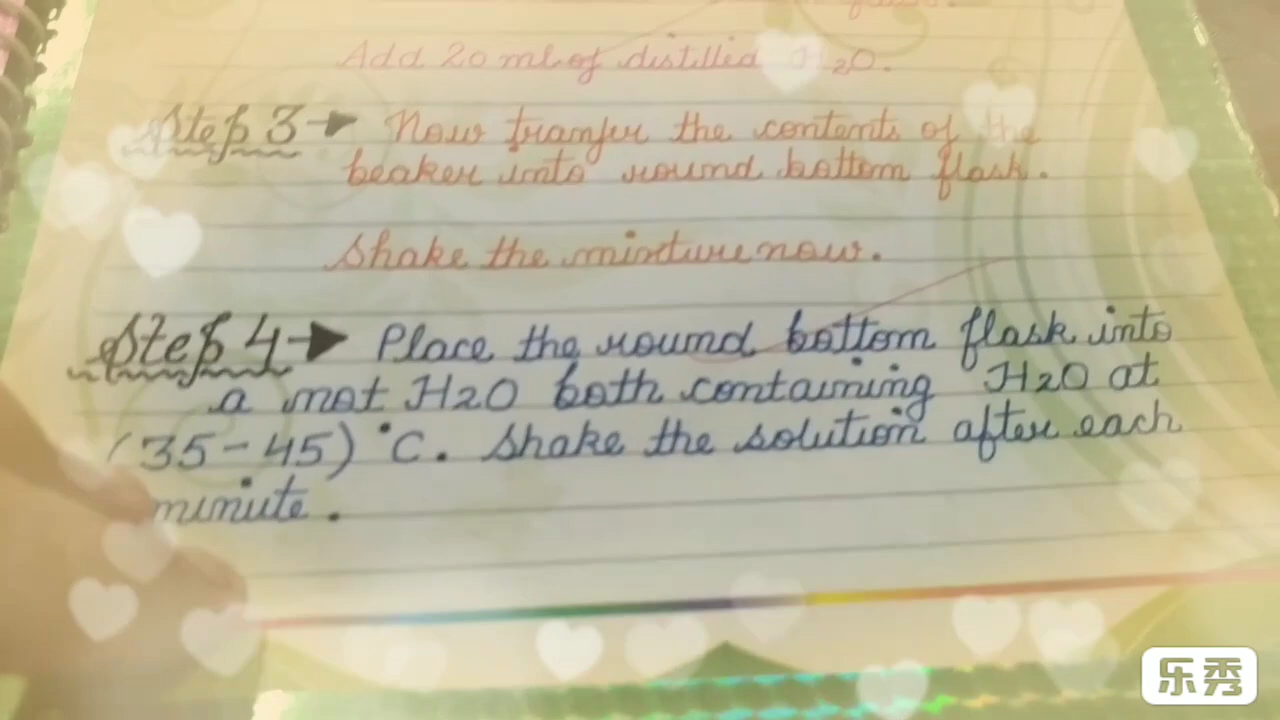 Add 20 ml of distilled H2O.
Step 3 → Now tranfer the contents of the
beaker into round bottom flask.
Shake the mixture now.
Step 4 → Place the round bottom flask into
a mot H2O both containing H2O at
(35-45) °C. Shake the solution after each
minute.
乐秀